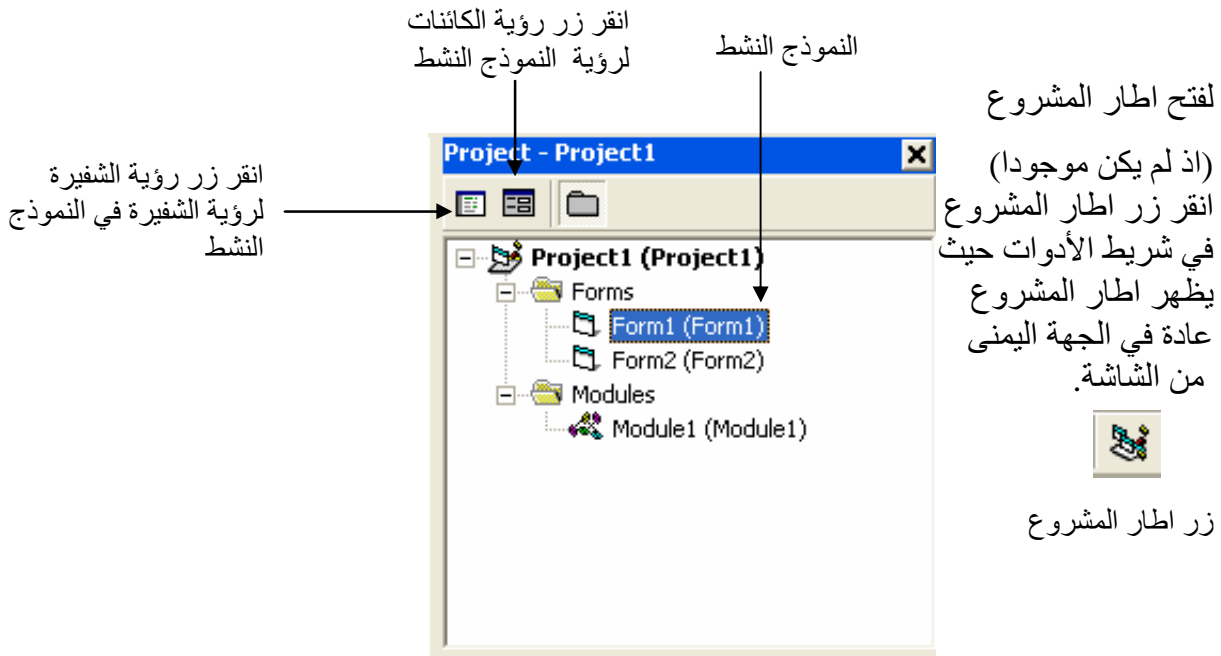 انقر زر رؤية الكائنات
لرؤية النموذج النشط
النموذج النشط
لفتح اطار المشروع
(اذ لم يكن موجودا)
انقر زر اطار المشروع
في شريط الأدوات حيث
يظهر اطار المشروع
عادة في الجهة اليمنى
من الشاشة.
زر اطار المشروع
انقر زر رؤية الشفيرة
لرؤية الشفيرة في النموذج
النشط
Project - Project1
Project1 (Project1)
Forms
Form1 (Form1)
Form2 (Form2)
Modules
Module1 (Module1)